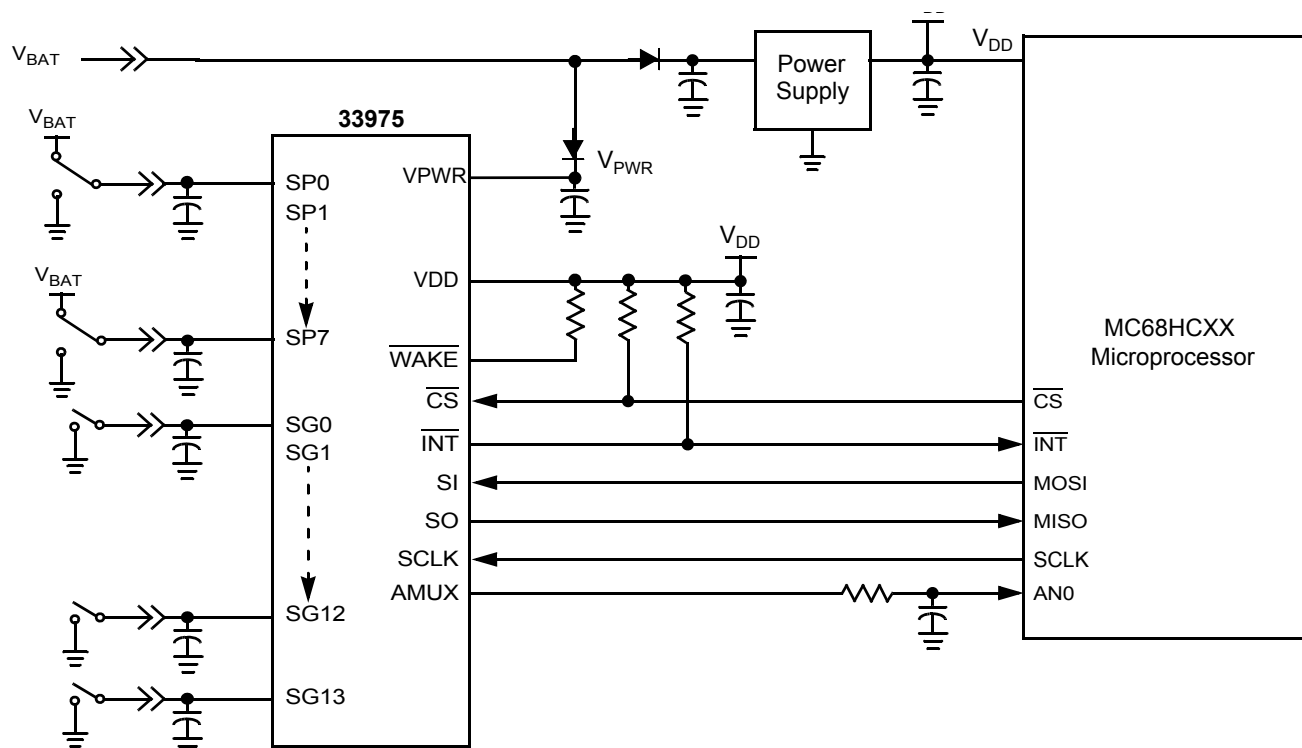 V_DD
V_BAT
Power
Supply
V_BAT
33975
V_PWR
SP0
VPWR
SP1
V_DD
V_BAT
VDD
SP7
WAKE
MC68HCXX
Microprocessor
CS
CS
SG0
INT
INT
SG1
SI
MOSI
SO
MISO
SCLK
SCLK
AMUX
AN0
SG12
SG13